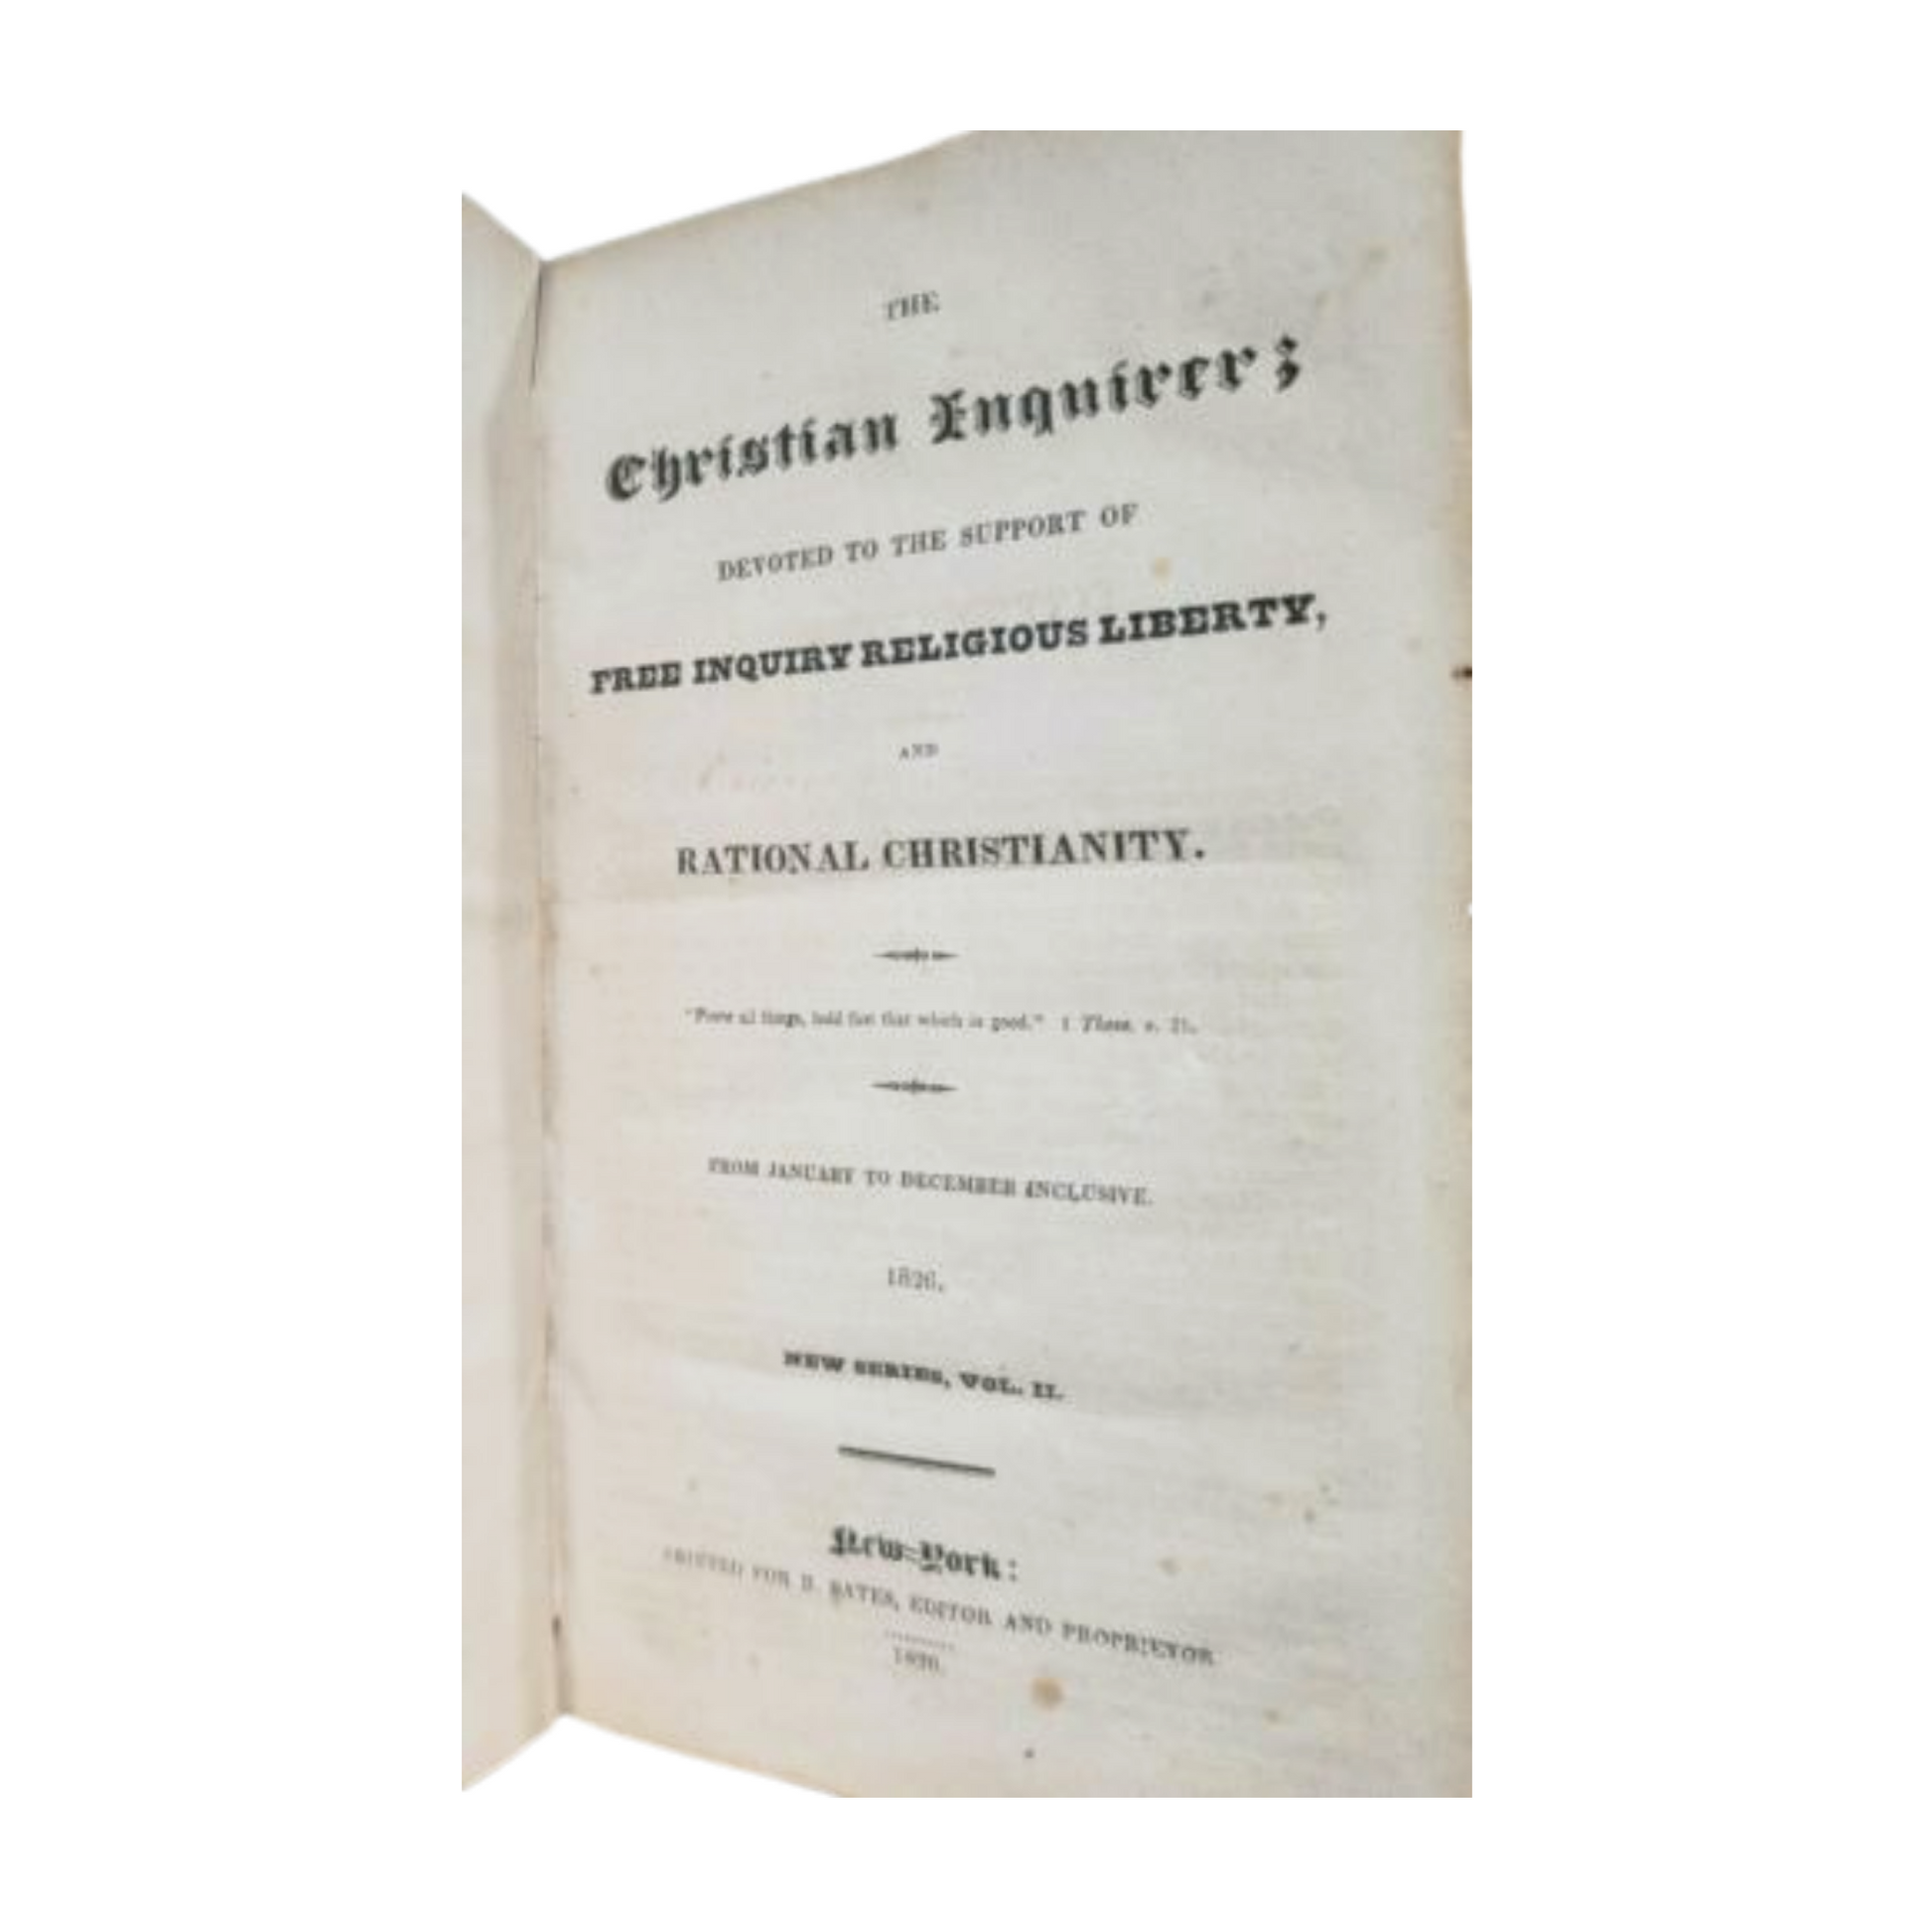 THE
Christian Inquirer;
DEVOTED TO THE SUPPORT OF
FREE INQUIRY RELIGIOUS LIBERTY,
AND
RATIONAL CHRISTIANITY.
"Prove all things, hold fast that which is good." 1 Thess. v. 21.
FROM JANUARY TO DECEMBER INCLUSIVE.
1826.
NEW SERIES, VOL. II.
New-York:
PRINTED FOR B. BATES, EDITOR AND PROPRIETOR
1826